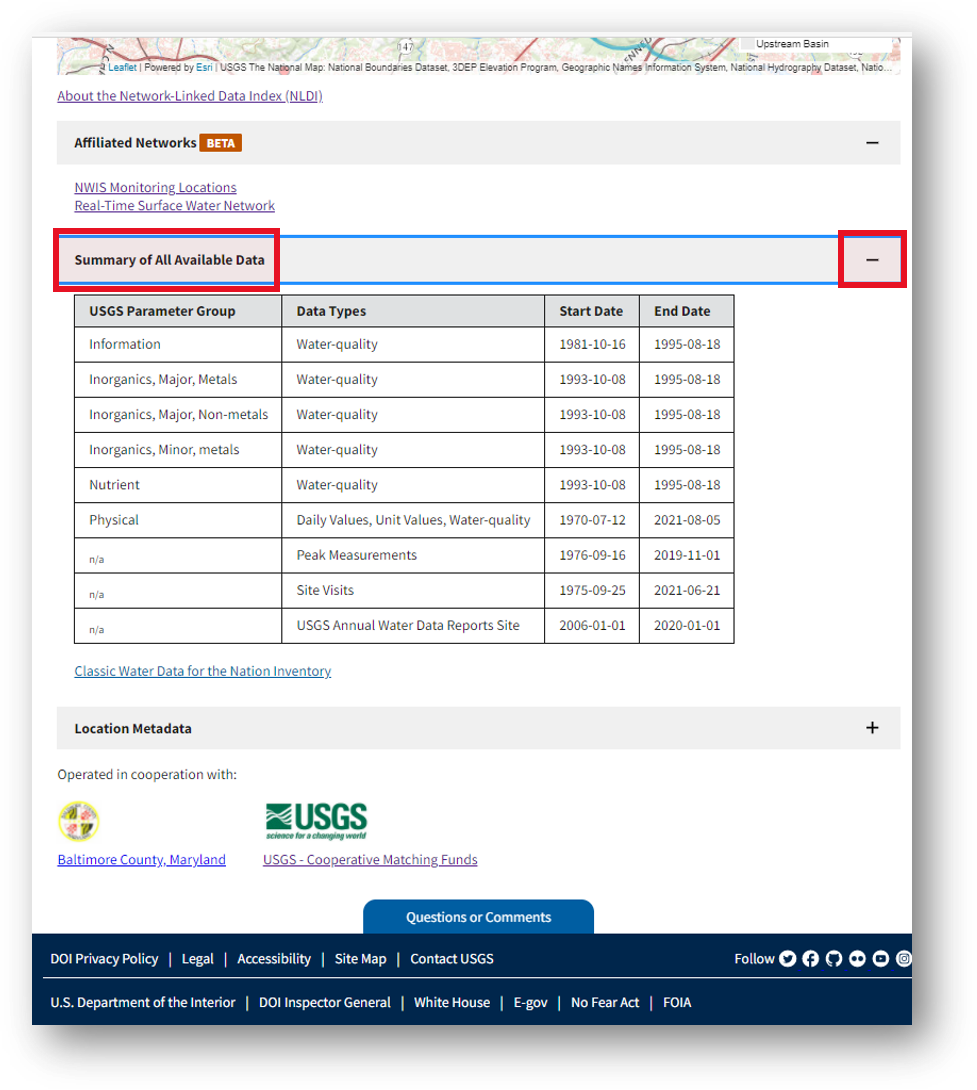 147
Upstream Basin
Leaflet | Powered by Esri | USGS The National Map: National Boundaries Dataset, 3DEP Elevation Program, Geographic Names Information System, National Hydrography Dataset, Natio...
About the Network-Linked Data Index (NLDI)
Affiliated Networks BETA
NWIS Monitoring Locations
Real-Time Surface Water Network
Summary of All Available Data
USGS Parameter Group Data Types Start Date End Date
Information Water-quality 1981-10-16 1995-08-18
Inorganics, Major, Metals Water-quality 1993-10-08 1995-08-18
Inorganics, Major, Non-metals Water-quality 1993-10-08 1995-08-18
Inorganics, Minor, metals Water-quality 1993-10-08 1995-08-18
Nutrient Water-quality 1993-10-08 1995-08-18
Physical Daily Values, Unit Values, Water-quality 1970-07-12 2021-08-05
n/a Peak Measurements 1976-09-16 2019-11-01
n/a Site Visits 1975-09-25 2021-06-21
n/a USGS Annual Water Data Reports Site 2006-01-01 2020-01-01
Classic Water Data for the Nation Inventory
Location Metadata
Operated in cooperation with:
USGS
science for a changing world
Baltimore County, Maryland USGS - Cooperative Matching Funds
Questions or Comments
DOI Privacy Policy | Legal | Accessibility | Site Map | Contact USGS Follow
U.S. Department of the Interior | DOI Inspector General | White House | E-gov | No Fear Act | FOIA